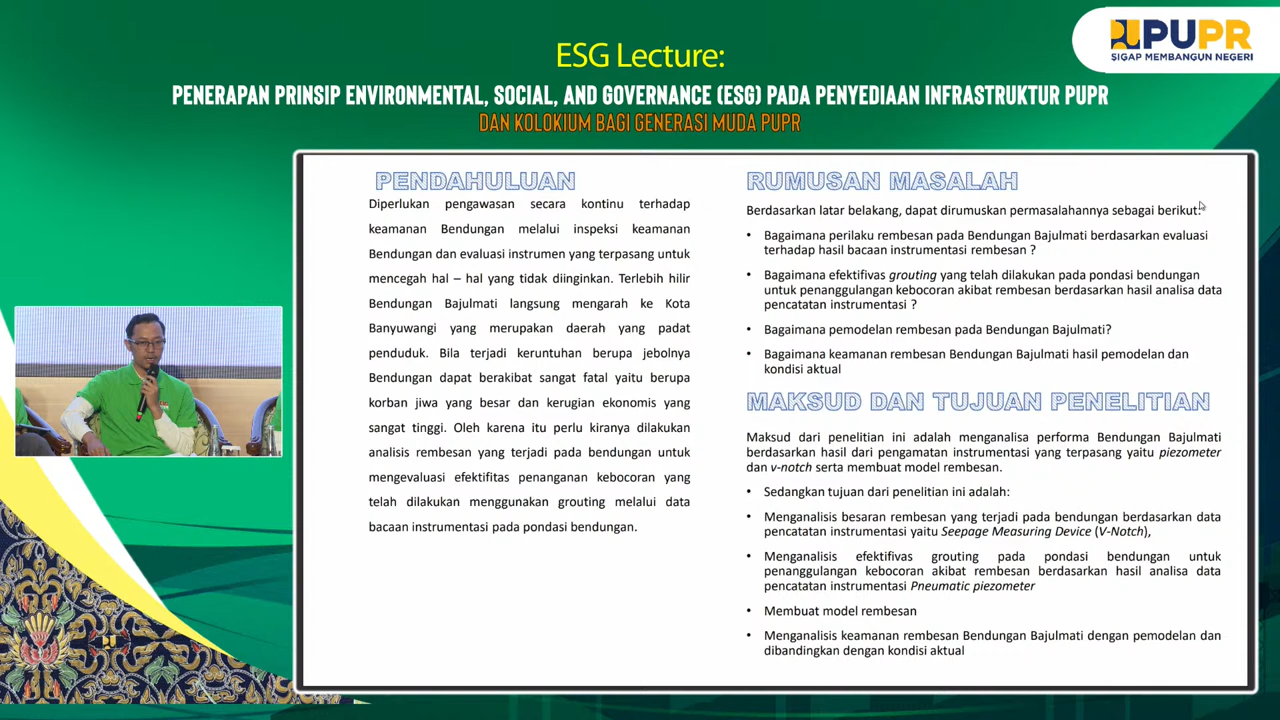 ESG Lecture:
PENERAPAN PRINSIP ENVIRONMENTAL, SOCIAL, AND GOVERNANCE (ESG) PADA PENYEDIAAN INFRASTRUKTUR PUPR
DAN KOLOKIUM BAGI GENERASI MUDA PUPR
PUPR
SIGAP MEMBANGUN NEGERI
PENDAHULUAN
Diperlukan pengawasan secara kontinu terhadap
keamanan Bendungan melalui inspeksi keamanan
Bendungan dan evaluasi instrumen yang terpasang untuk
mencegah hal – hal yang tidak diinginkan. Terlebih hilir
Bendungan Bajulmati langsung mengarah ke Kota
Banyuwangi yang merupakan daerah yang padat
penduduk. Bila terjadi keruntuhan berupa jebolnya
Bendungan dapat berakibat sangat fatal yaitu berupa
korban jiwa yang besar dan kerugian ekonomis yang
sangat tinggi. Oleh karena itu perlu kiranya dilakukan
analisis rembesan yang terjadi pada bendungan untuk
mengevaluasi efektifitas penanganan kebocoran yang
telah dilakukan menggunakan grouting melalui data
bacaan instrumentasi pada pondasi bendungan.
RUMUSAN MASALAH
Berdasarkan latar belakang, dapat dirumuskan permasalahannya sebagai berikut:
• Bagaimana perilaku rembesan pada Bendungan Bajulmati berdasarkan evaluasi
terhadap hasil bacaan instrumentasi rembesan ?
• Bagaimana efektifivas grouting yang telah dilakukan pada pondasi bendungan
untuk penanggulangan kebocoran akibat rembesan berdasarkan hasil analisa data
pencatatan instrumentasi ?
• Bagaimana pemodelan rembesan pada Bendungan Bajulmati?
• Bagaimana keamanan rembesan Bendungan Bajulmati hasil pemodelan dan
kondisi aktual
MAKSUD DAN TUJUAN PENELITIAN
Maksud dari penelitian ini adalah menganalisa performa Bendungan Bajulmati
berdasarkan hasil dari pengamatan instrumentasi yang terpasang yaitu piezometer
dan v-notch serta membuat model rembesan.
• Sedangkan tujuan dari penelitian ini adalah:
• Menganalisis besaran rembesan yang terjadi pada bendungan berdasarkan data
pencatatan instrumentasi yaitu Seepage Measuring Device (V-Notch),
• Menganalisis efektifivas grouting pada pondasi bendungan untuk
penanggulangan kebocoran akibat rembesan berdasarkan hasil analisa data
pencatatan instrumentasi Pneumatic piezometer
• Membuat model rembesan
• Menganalisis keamanan rembesan Bendungan Bajulmati dengan pemodelan dan
dibandingkan dengan kondisi aktual